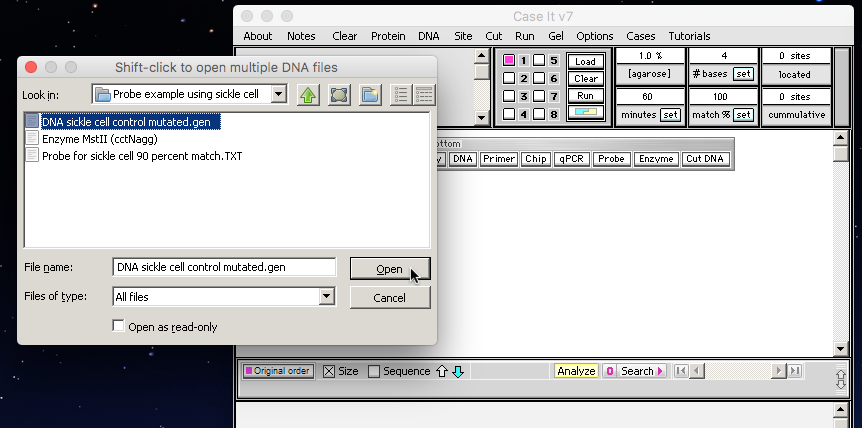 Case It v7
About Notes Clear Protein DNA Site Cut Run Gel Options Cases Tutorials
Shift-click to open multiple DNA files
Look in: Probe example using sickle cell
DNA sickle cell control mutated.gen
Enzyme MstII (cctNagg)
Probe for sickle cell 90 percent match.TXT
File name: DNA sickle cell control mutated.gen Open
Files of type: All files Cancel
Open as read-only
1 5 Load 1.0 % 4 0 sites
2 6 Clear [agarose] # bases set located
3 7 Run 60 100 0 sites
4 8 minutes set match % set cummulative
DNA Primer Chip qPCR Probe Enzyme Cut DNA
Original order Size Sequence Analyze 0 Search